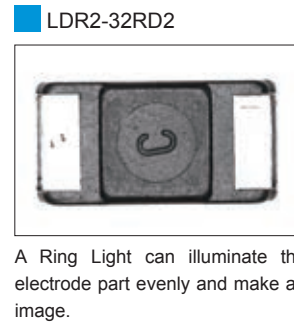 LDR2-32RD2
A Ring Light can illuminate th
electrode part evenly and make a
image.